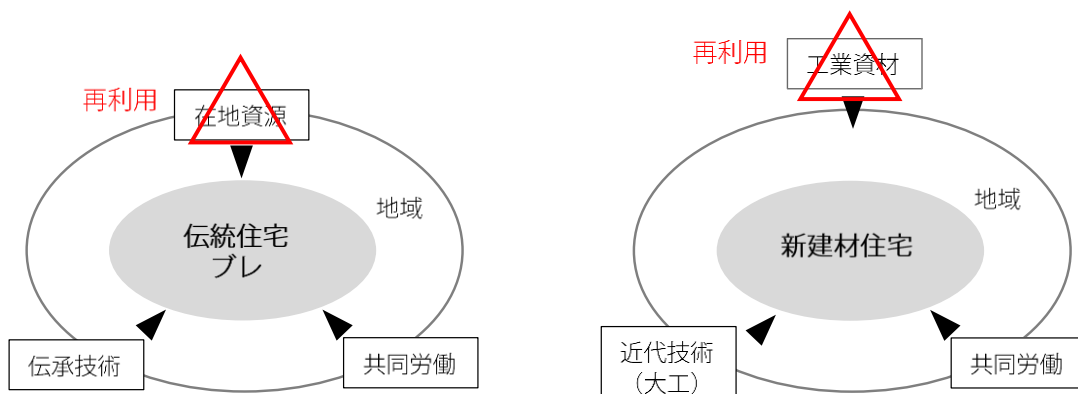 再利用
在地資源
地域
伝統住宅
ブレ
伝承技術
共同労働
再利用
工業資材
地域
新建材住宅
近代技術
（大工）
共同労働